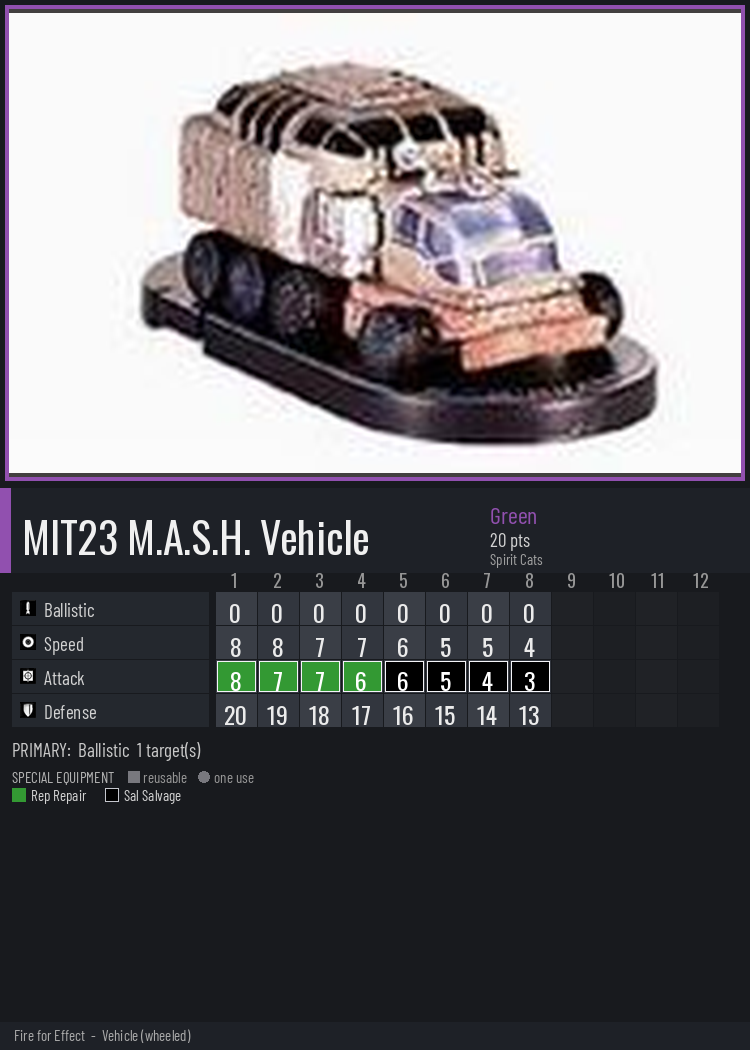 MIT23 M.A.S.H. Vehicle
Green
20 pts
Spirit Cats
1 2 3 4 5 6 7 8 9 10 11 12
Ballistic 0 0 0 0 0 0 0 0
Speed 8 8 7 7 6 5 5 4
Attack 8 7 7 6 6 5 4 3
Defense 20 19 18 17 16 15 14 13
PRIMARY: Ballistic 1 target(s)
SPECIAL EQUIPMENT reusable one use
Rep Repair Sal Salvage
Fire for Effect - Vehicle (wheeled)